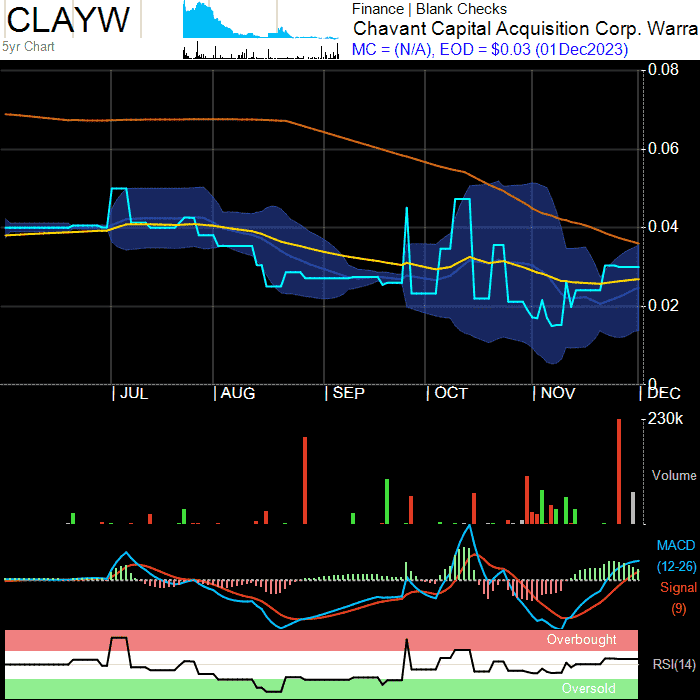 CLAYW
5yr Chart
Finance | Blank Checks
Chavant Capital Acquisition Corp. Warra
MC = (N/A), EOD = $0.03 (01Dec2023)
0.08
0.06
0.04
0.02
0
JUL AUG SEP OCT NOV DEC
230k
Volume
MACD
(12-26)
Signal
(9)
Overbought
RSI(14)
Oversold